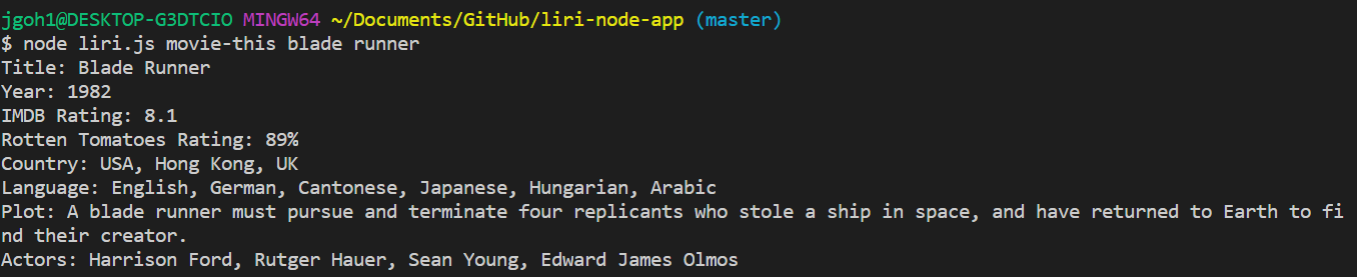 jgoh1@DESKTOP-G3DTCIO MINGW64 ~/Documents/GitHub/liri-node-app (master)
$ node liri.js movie-this blade runner
Title: Blade Runner
Year: 1982
IMDB Rating: 8.1
Rotten Tomatoes Rating: 89%
Country: USA, Hong Kong, UK
Language: English, German, Cantonese, Japanese, Hungarian, Arabic
Plot: A blade runner must pursue and terminate four replicants who stole a ship in space, and have returned to Earth to fi
nd their creator.
Actors: Harrison Ford, Rutger Hauer, Sean Young, Edward James Olmos